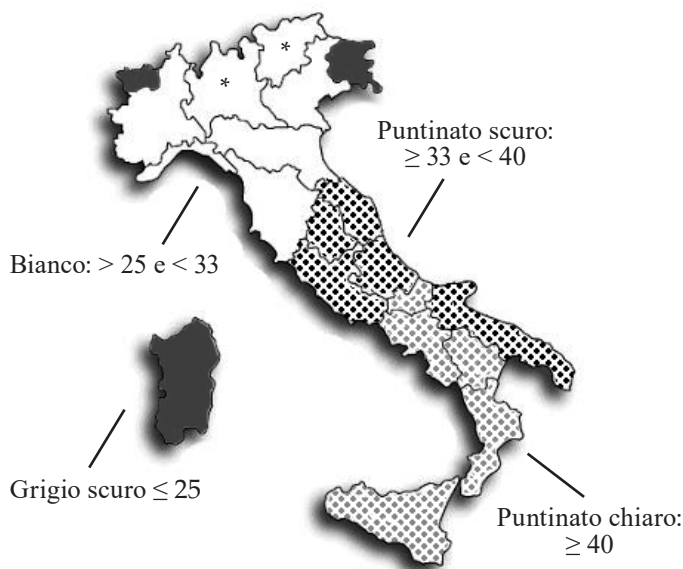 *
*
Puntinato scuro:
≥ 33 e < 40
Bianco: > 25 e < 33
Grigio scuro ≤ 25
Puntinato chiaro:
≥ 40